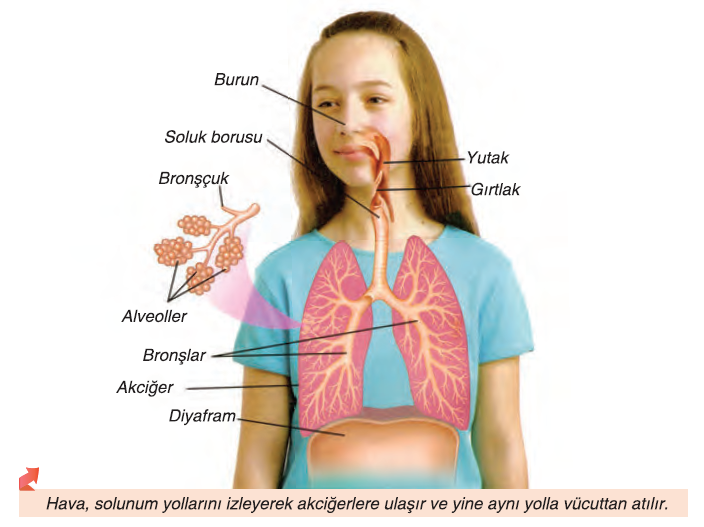 Burun
Soluk borusu
Yutak
Bronşçuk
Gırtlak
Alveoller
Bronşlar
Akciğer
Diyafram
Hava, solunum yollarını izleyerek akciğerlere ulaşır ve yine aynı yolla vücuttan atılır.